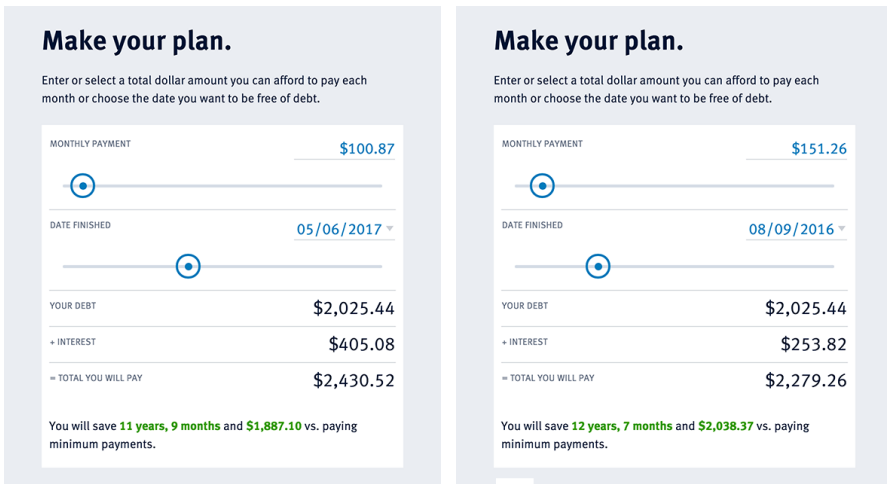 Make your plan.
Enter or select a total dollar amount you can afford to pay each
month or choose the date you want to be free of debt.
MONTHLY PAYMENT
$100.87
DATE FINISHED
05/06/2017
YOUR DEBT
$2,025.44
+ INTEREST
$405.08
= TOTAL YOU WILL PAY
$2,430.52
You will save 11 years, 9 months and $1,887.10 vs. paying
minimum payments.
Make your plan.
Enter or select a total dollar amount you can afford to pay each
month or choose the date you want to be free of debt.
MONTHLY PAYMENT
$151.26
DATE FINISHED
08/09/2016
YOUR DEBT
$2,025.44
+ INTEREST
$253.82
= TOTAL YOU WILL PAY
$2,279.26
You will save 12 years, 7 months and $2,038.37 vs. paying
minimum payments.